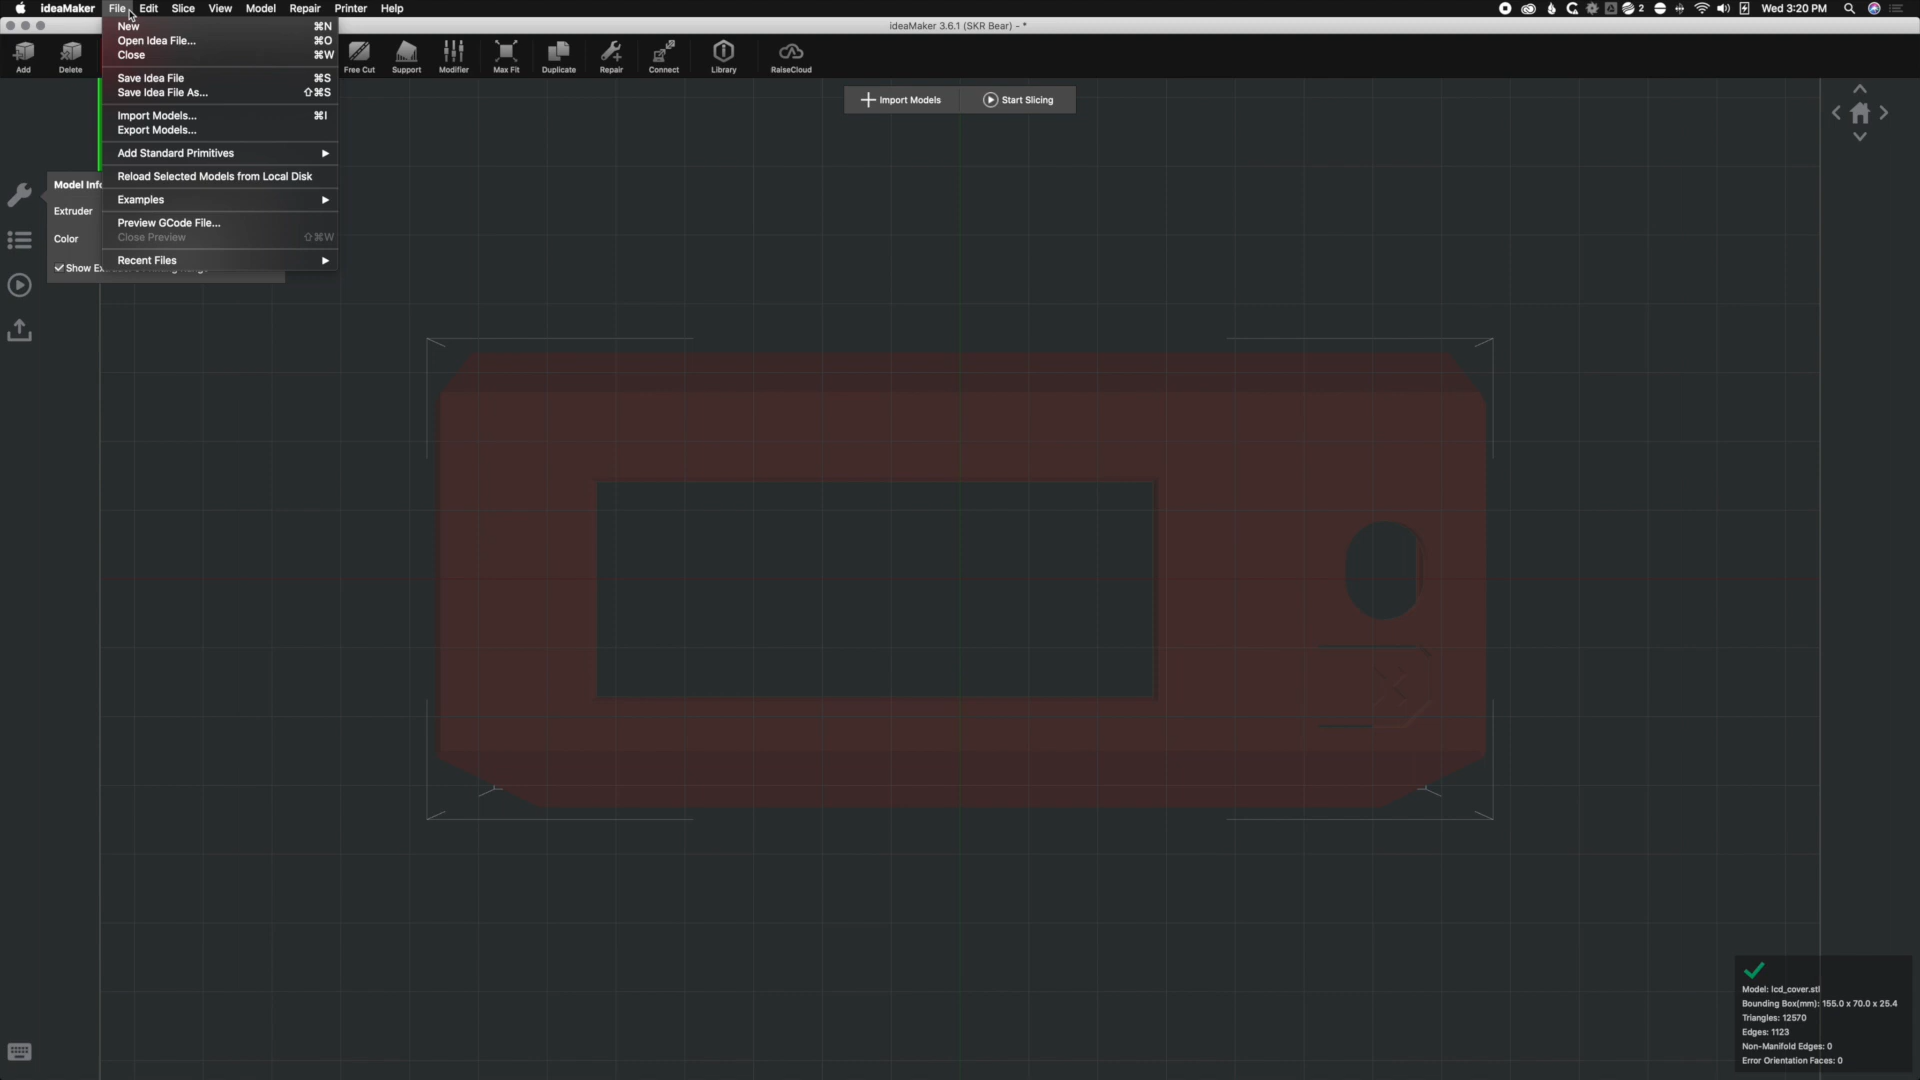 ideaMaker File Edit Slice View Model Repair Printer Help
2 Wed 3:20 PM
ideaMaker 3.6.1 (SKR Bear) - *
Add Delete Free Cut Support Modifier Max Fit Duplicate Repair Connect Library RaiseCloud
New ⌘N
Open Idea File... ⌘O
Close ⌘W
Save Idea File ⌘S
Save Idea File As... ⇧⌘S
Import Models... ⌘I
Export Models...
Add Standard Primitives
Reload Selected Models from Local Disk
Examples
Preview GCode File...
Close Preview ⇧⌘W
Recent Files
Import Models Start Slicing
Model Info
Extruder
Color
Show
Model: lcd_cover.stl
Bounding Box(mm): 155.0 x 70.0 x 25.4
Triangles: 12570
Edges: 1123
Non-Manifold Edges: 0
Error Orientation Faces: 0